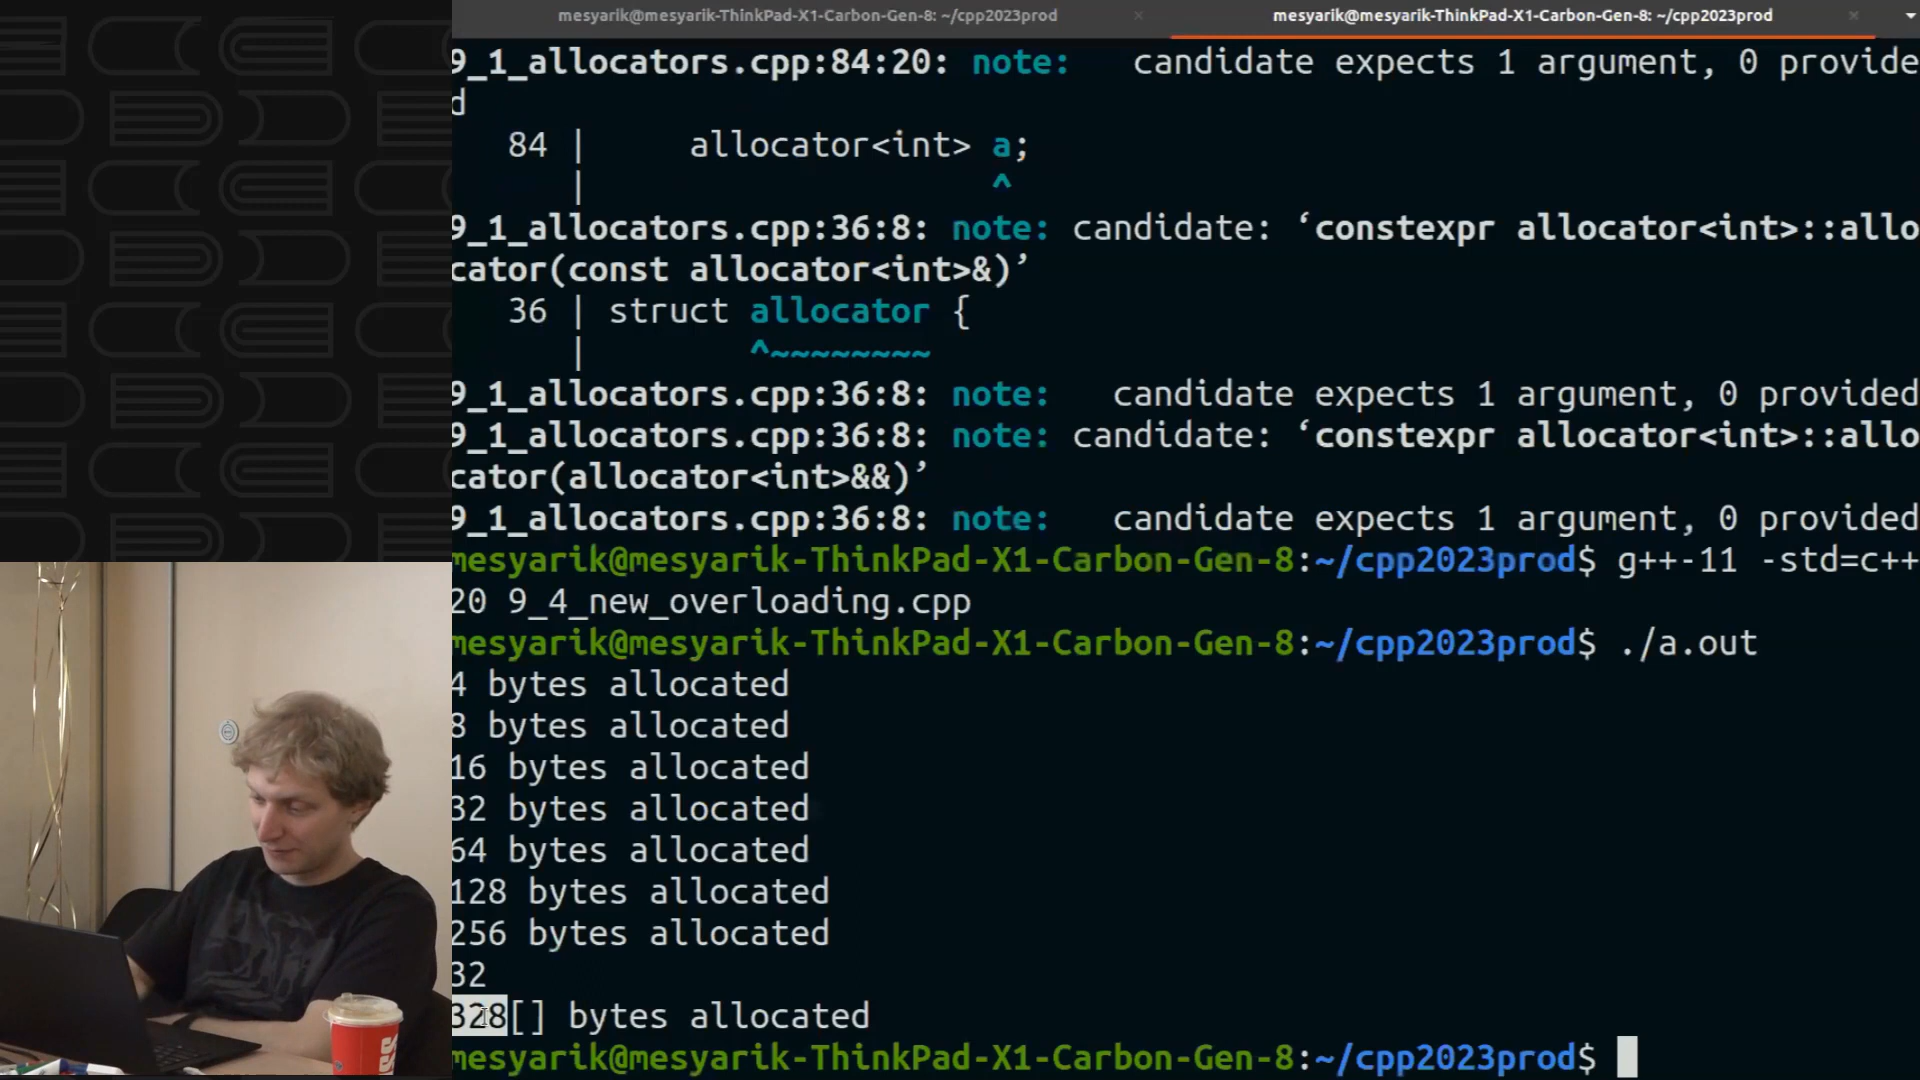 mesyarik@mesyarik-ThinkPad-X1-Carbon-Gen-8: ~/cpp2023prod × mesyarik@mesyarik-ThinkPad-X1-Carbon-Gen-8: ~/cpp2023prod ×
9_1_allocators.cpp:84:20: note:   candidate expects 1 argument, 0 provide
d
84 |     allocator<int> a;
|                    ^
9_1_allocators.cpp:36:8: note: candidate: ‘constexpr allocator<int>::allo
cator(const allocator<int>&)’
36 | struct allocator {
|        ^~~~~~~~~
9_1_allocators.cpp:36:8: note:   candidate expects 1 argument, 0 provided
9_1_allocators.cpp:36:8: note: candidate: ‘constexpr allocator<int>::allo
cator(allocator<int>&&)’
9_1_allocators.cpp:36:8: note:   candidate expects 1 argument, 0 provided
mesyarik@mesyarik-ThinkPad-X1-Carbon-Gen-8:~/cpp2023prod$ g++-11 -std=c++
20 9_4_new_overloading.cpp
mesyarik@mesyarik-ThinkPad-X1-Carbon-Gen-8:~/cpp2023prod$ ./a.out
4 bytes allocated
8 bytes allocated
16 bytes allocated
32 bytes allocated
64 bytes allocated
128 bytes allocated
256 bytes allocated
32
328[] bytes allocated
mesyarik@mesyarik-ThinkPad-X1-Carbon-Gen-8:~/cpp2023prod$